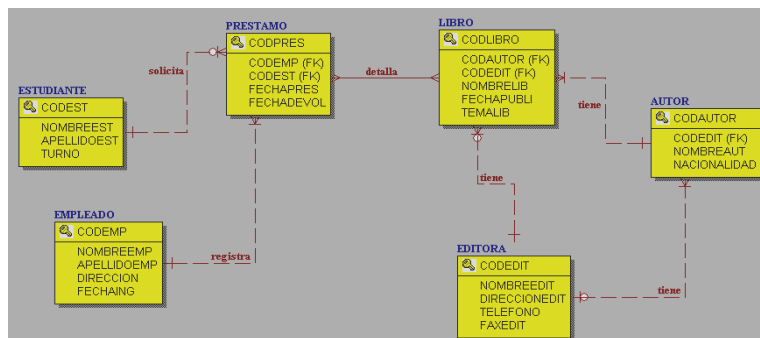 PRESTAMO
CODPRES
CODEMP (FK)
CODEST (FK)
FECHAPRES
FECHADEVOL
LIBRO
CODLIBRO
CODAUTOR (FK)
CODEDIT (FK)
NOMBRELIB
FECHAPUBLI
TEMALIB
solicita
detalla
tiene
ESTUDIANTE
CODEST
NOMBREEST
APELLIDOEST
TURNO
AUTOR
CODAUTOR
CODEDIT (FK)
NOMBREAUT
NACIONALIDAD
tiene
EMPLEADO
CODEMP
NOMBREEMP
APELLIDOEMP
DIRECCION
FECHAING
registra
EDITORA
CODEDIT
NOMBREEDIT
DIRECCIONEDIT
TELEFONO
FAXEDIT
tiene